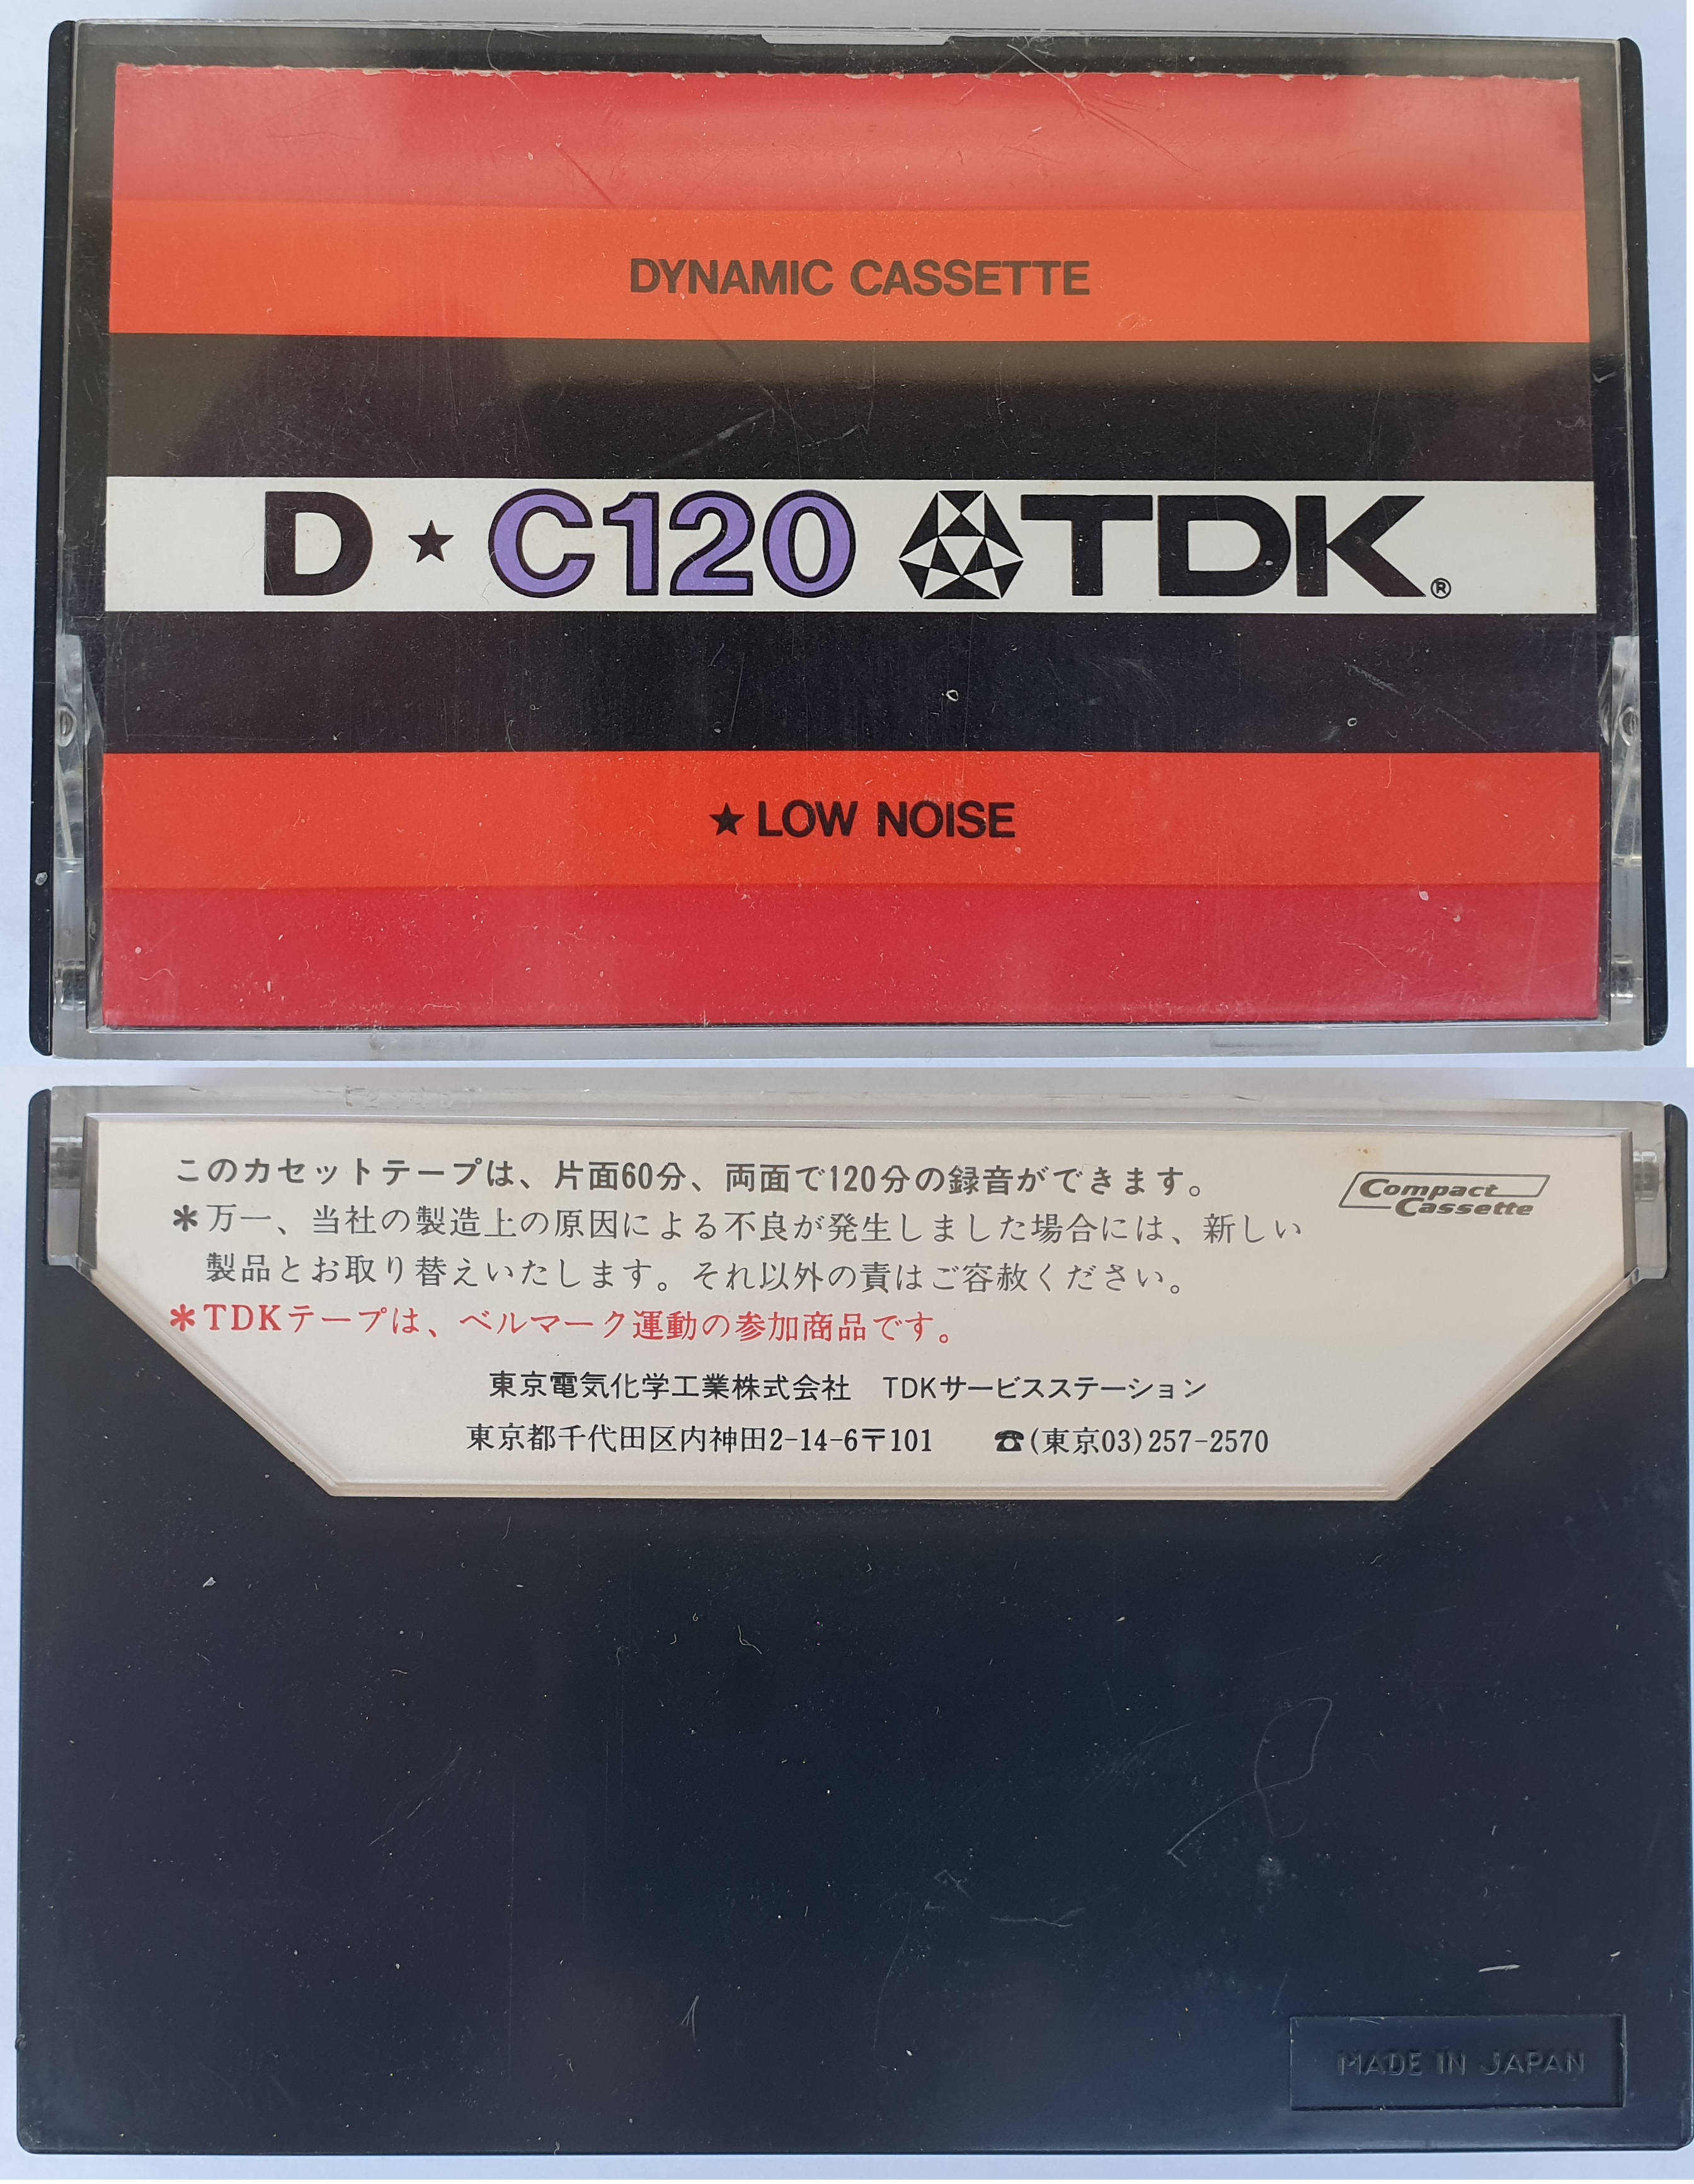 DYNAMIC CASSETTE
D★C120 TDK®
★LOW NOISE
このカセットテープは、片面60分、両面で120分の録音ができます。
Compact Cassette
＊万一、当社の製造上の原因による不良が発生しました場合には、新しい
製品とお取り替えいたします。それ以外の責はご容赦ください。
＊TDKテープは、ベルマーク運動の参加商品です。
東京電気化学工業株式会社 TDKサービスステーション
東京都千代田区内神田2-14-6〒101 ☎(東京03)257-2570
MADE IN JAPAN